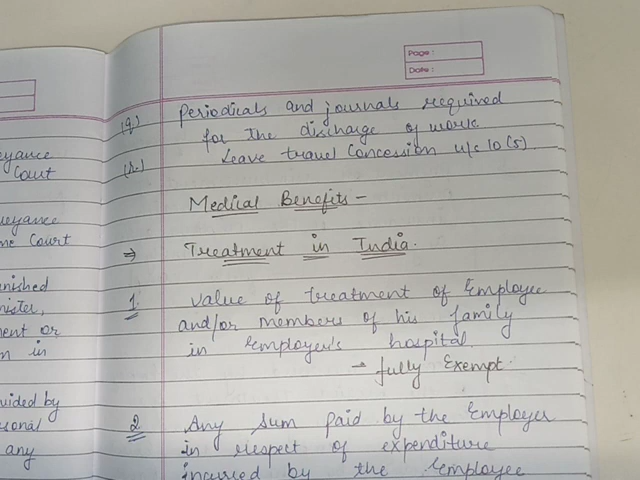 Page :
Date :
(q.) Periodicals and journals required
for the discharge of work.
(r.) Leave travel Concession u/s 10 (5)
Medical Benefits -
⇒ Treatment in India.
1. Value of treatment of Employee
and/or members of his family
in Employer's hospital.
→ fully Exempt.
2. Any sum paid by the Employer
in respect of expenditure
incurred by the Employee
eyance
Court
veyance
me Court
nished
nister,
ment or
n in
vided by
rsonal
any